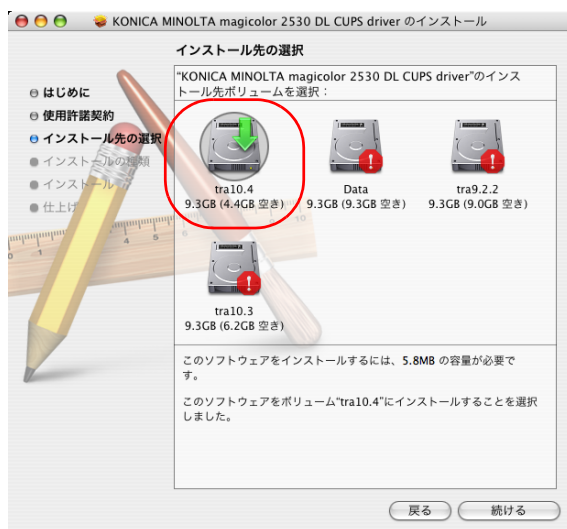 KONICA MINOLTA magicolor 2530 DL CUPS driver のインストール
インストール先の選択
はじめに
使用許諾契約
インストール先の選択
インストールの種類
インストール
仕上げ
"KONICA MINOLTA magicolor 2530 DL CUPS driver"のインス
トール先ボリュームを選択：
tra10.4
9.3GB (4.4GB 空き)
Data
9.3GB (9.3GB 空き)
tra9.2.2
9.3GB (9.0GB 空き)
tra10.3
9.3GB (6.2GB 空き)
このソフトウェアをインストールするには、5.8MB の容量が必要で
す。
このソフトウェアをボリューム"tra10.4"にインストールすることを選択
しました。
戻る
続ける